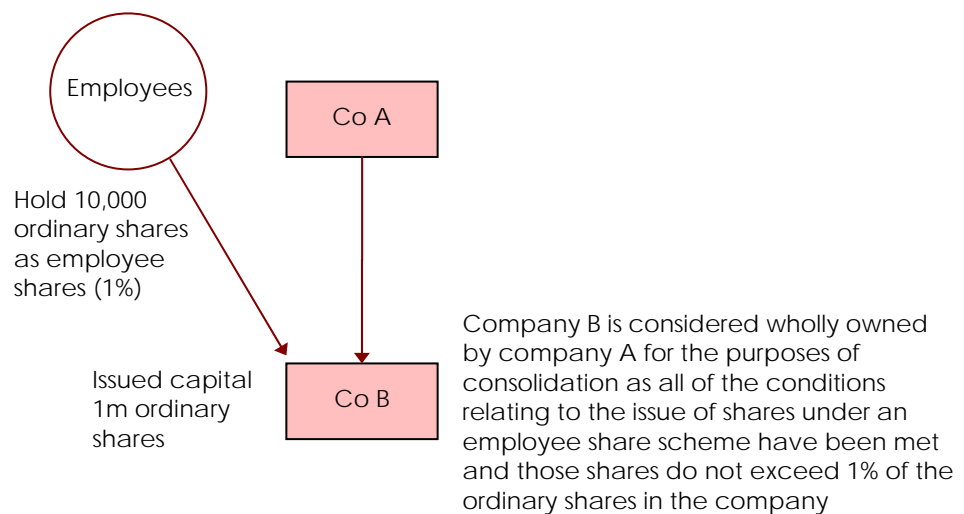 Employees
Co A
Hold 10,000
ordinary shares
as employee
shares (1%)
Issued capital
1m ordinary
shares
Co B
Company B is considered wholly owned
by company A for the purposes of
consolidation as all of the conditions
relating to the issue of shares under an
employee share scheme have been met
and those shares do not exceed 1% of the
ordinary shares in the company